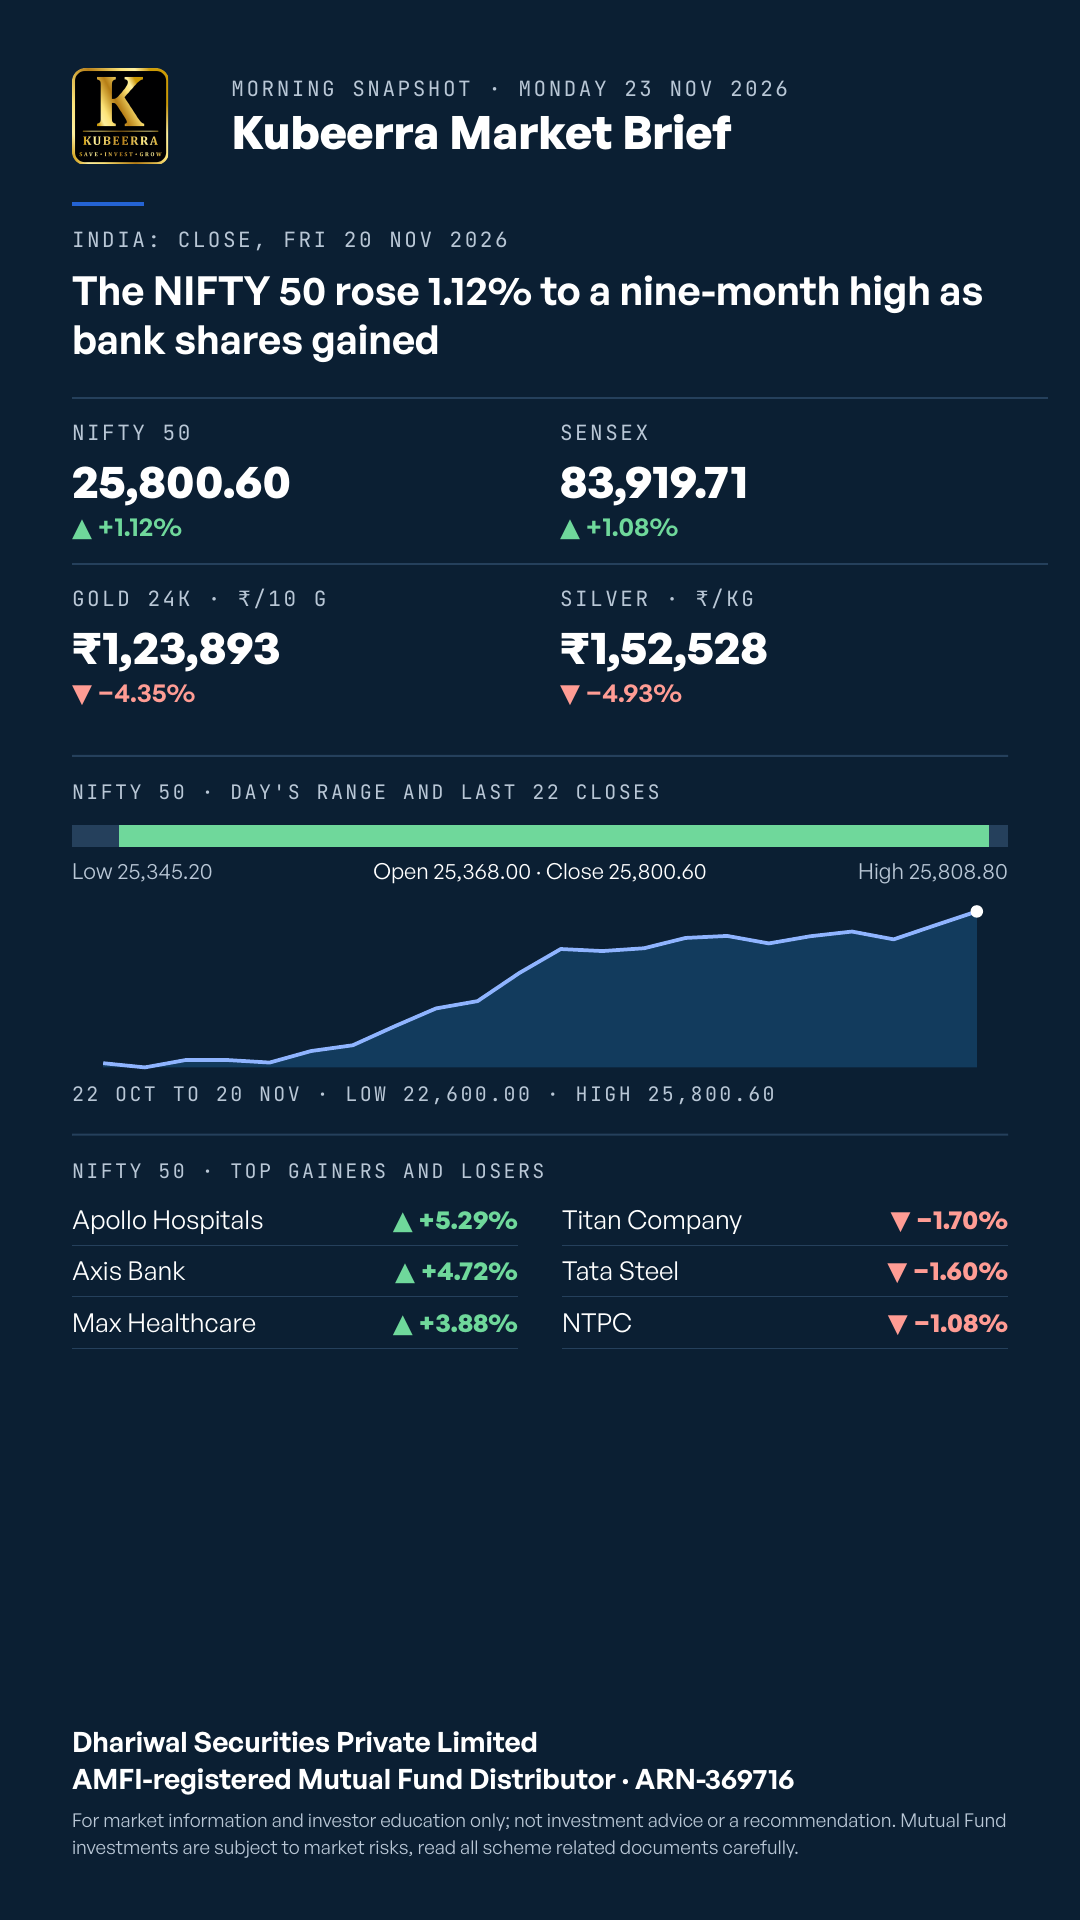 K
KUBEERRA
SAVE•INVEST•GROW
MORNING SNAPSHOT · MONDAY 23 NOV 2026
Kubeerra Market Brief
INDIA: CLOSE, FRI 20 NOV 2026
The NIFTY 50 rose 1.12% to a nine-month high as
bank shares gained
NIFTY 50
25,800.60
▲ +1.12%
SENSEX
83,919.71
▲ +1.08%
GOLD 24K · ₹/10 G
₹1,23,893
▼ −4.35%
SILVER · ₹/KG
₹1,52,528
▼ −4.93%
NIFTY 50 · DAY'S RANGE AND LAST 22 CLOSES
Low 25,345.20
Open 25,368.00 · Close 25,800.60
High 25,808.80
22 OCT TO 20 NOV · LOW 22,600.00 · HIGH 25,800.60
NIFTY 50 · TOP GAINERS AND LOSERS
Apollo Hospitals ▲ +5.29%
Titan Company ▼ −1.70%
Axis Bank ▲ +4.72%
Tata Steel ▼ −1.60%
Max Healthcare ▲ +3.88%
NTPC ▼ −1.08%
Dhariwal Securities Private Limited
AMFI-registered Mutual Fund Distributor · ARN-369716
For market information and investor education only; not investment advice or a recommendation. Mutual Fund
investments are subject to market risks, read all scheme related documents carefully.